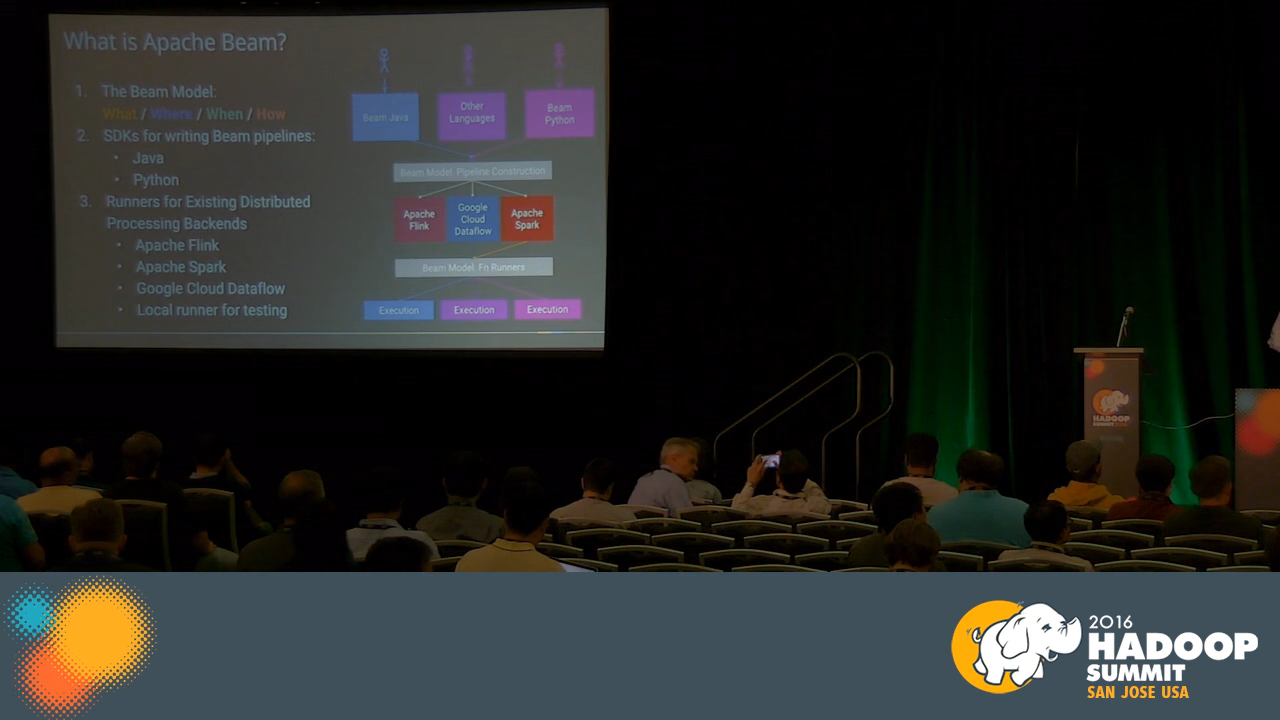 What is Apache Beam?
1. The Beam Model:
What / Where / When / How
2. SDKs for writing Beam pipelines:
• Java
• Python
3. Runners for Existing Distributed
Processing Backends
• Apache Flink
• Apache Spark
• Google Cloud Dataflow
• Local runner for testing
Beam Java
Other
Languages
Beam
Python
Beam Model: Pipeline Construction
Apache
Flink
Google
Cloud
Dataflow
Apache
Spark
Beam Model: Fn Runners
Execution
Execution
Execution
HADOOP
SUMMIT
2016
HADOOP
SUMMIT
SAN JOSE USA